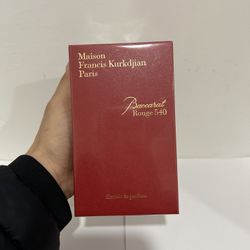 Maison
Francis Kurkdjian
Paris
Baccarat
Rouge 540
Extrait de parfum